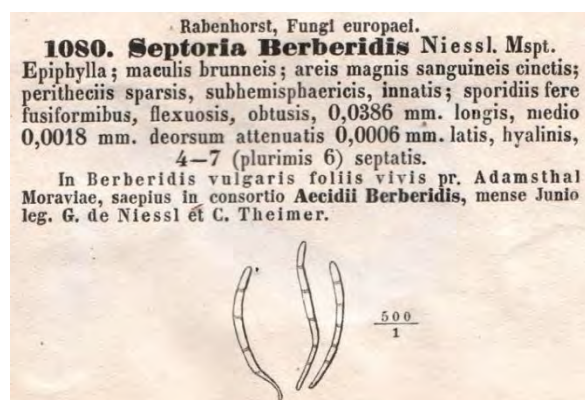 Rabenhorst, Fungi europaei.
1080. Septoria Berberidis Niessl. Mspt.
Epiphylla; maculis brunneis; areis magnis sanguineis cinctis;
peritheciis sparsis, subhemisphaericis, innatis; sporidiis fere
fusiformibus, flexuosis, obtusis, 0,0386 mm. longis, medio
0,0018 mm. deorsum attenuatis 0,0006 mm. latis, hyalinis,
4—7 (plurimis 6) septatis.
In Berberidis vulgaris foliis vivis pr. Adamsthal
Moraviae, saepius in consortio Aecidii Berberidis, mense Junio
leg. G. de Niessl et C. Theimer.
500
1